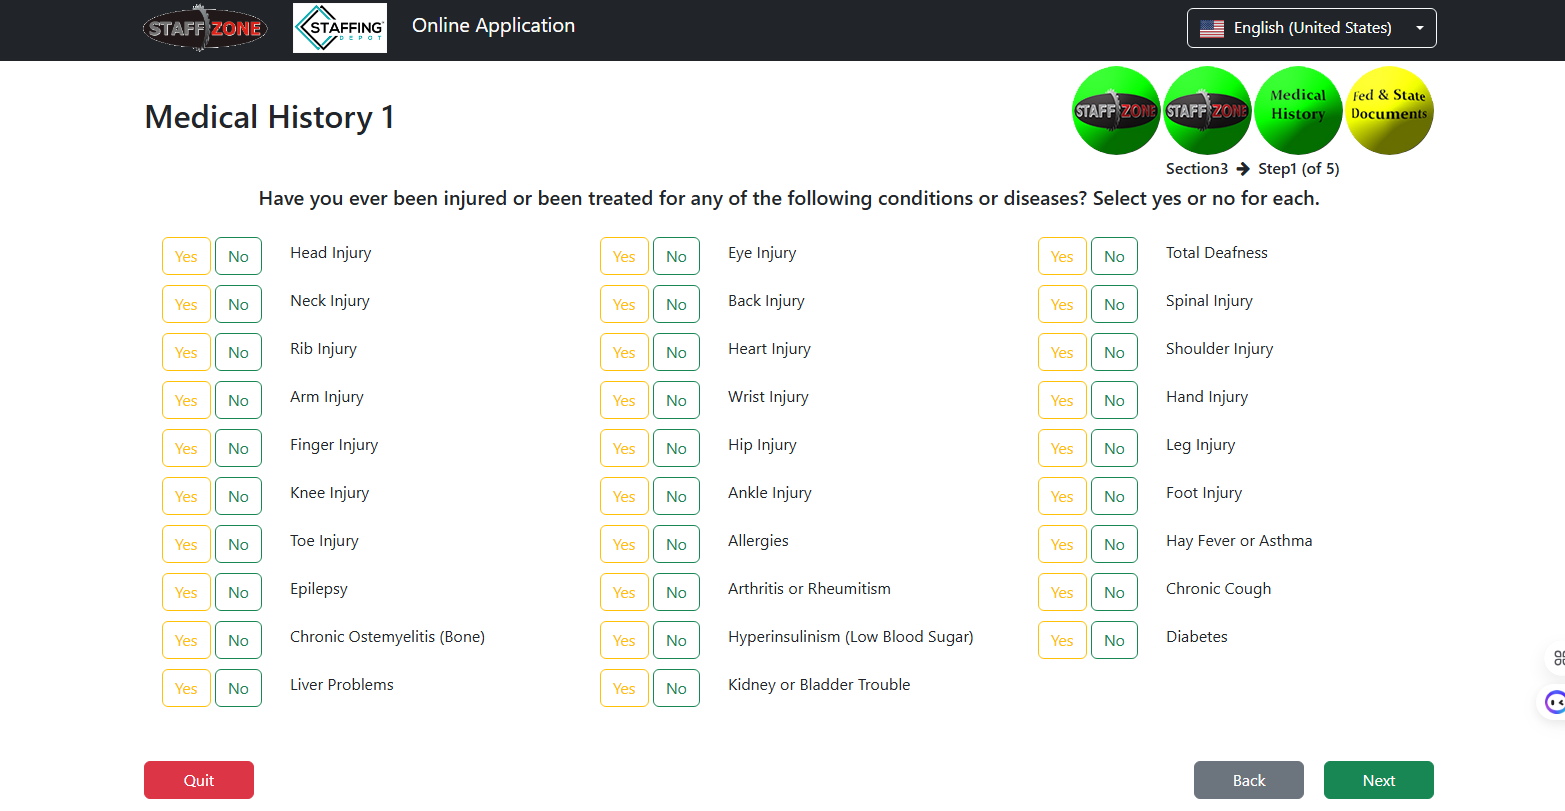 STAFF ZONE
STAFFING DEPOT
Online Application
English (United States)
Medical History 1
STAFF ZONE
STAFF ZONE
Medical History
Fed & State Documents
Section3 → Step1 (of 5)
Have you ever been injured or been treated for any of the following conditions or diseases? Select yes or no for each.
Yes No Head Injury Yes No Eye Injury Yes No Total Deafness
Yes No Neck Injury Yes No Back Injury Yes No Spinal Injury
Yes No Rib Injury Yes No Heart Injury Yes No Shoulder Injury
Yes No Arm Injury Yes No Wrist Injury Yes No Hand Injury
Yes No Finger Injury Yes No Hip Injury Yes No Leg Injury
Yes No Knee Injury Yes No Ankle Injury Yes No Foot Injury
Yes No Toe Injury Yes No Allergies Yes No Hay Fever or Asthma
Yes No Epilepsy Yes No Arthritis or Rheumitism Yes No Chronic Cough
Yes No Chronic Ostemyelitis (Bone) Yes No Hyperinsulinism (Low Blood Sugar) Yes No Diabetes
Yes No Liver Problems Yes No Kidney or Bladder Trouble
Quit Back Next